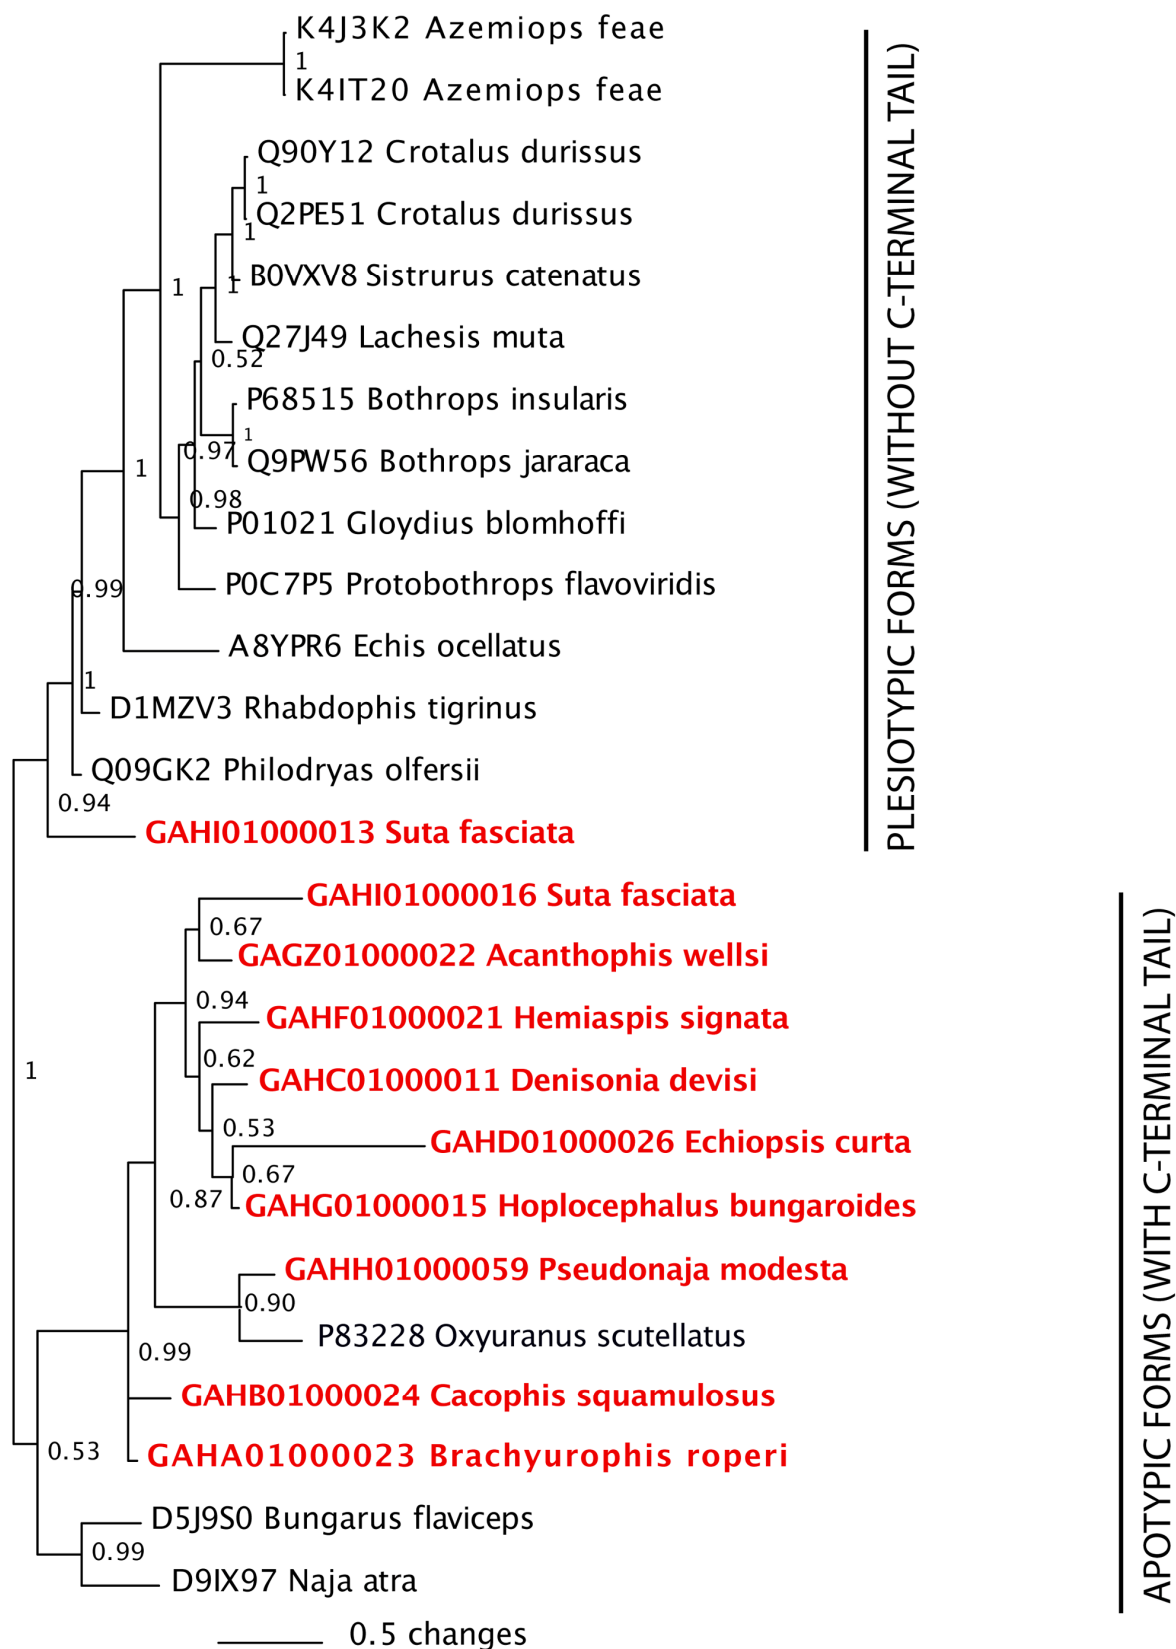 K4J3K2 Azemiops feae
1
K4IT20 Azemiops feae
Q90Y12 Crotalus durissus
1
Q2PE51 Crotalus durissus
1
B0VXV8 Sistrurus catenatus
1
1
Q27J49 Lachesis muta
0.52
P68515 Bothrops insularis
1
0.97
Q9PW56 Bothrops jararaca
1
0.98
P01021 Gloydius blomhoffi
P0C7P5 Protobothrops flavoviridis
0.99
A8YPR6 Echis ocellatus
1
D1MZV3 Rhabdophis tigrinus
Q09GK2 Philodryas olfersii
0.94
GAHI01000013 Suta fasciata
PLESIOTYPIC FORMS (WITHOUT C-TERMINAL TAIL)
GAHI01000016 Suta fasciata
0.67
GAGZ01000022 Acanthophis wellsi
0.94
GAHF01000021 Hemiaspis signata
0.62
1
GAHC01000011 Denisonia devisi
0.53
GAHD01000026 Echiopsis curta
0.67
0.87
GAHG01000015 Hoplocephalus bungaroides
GAHH01000059 Pseudonaja modesta
0.90
P83228 Oxyuranus scutellatus
0.99
GAHB01000024 Cacophis squamulosus
0.53
GAHA01000023 Brachyurophis roperi
D5J9S0 Bungarus flaviceps
0.99
D9IX97 Naja atra
APOTYPIC FORMS (WITH C-TERMINAL TAIL)
0.5 changes